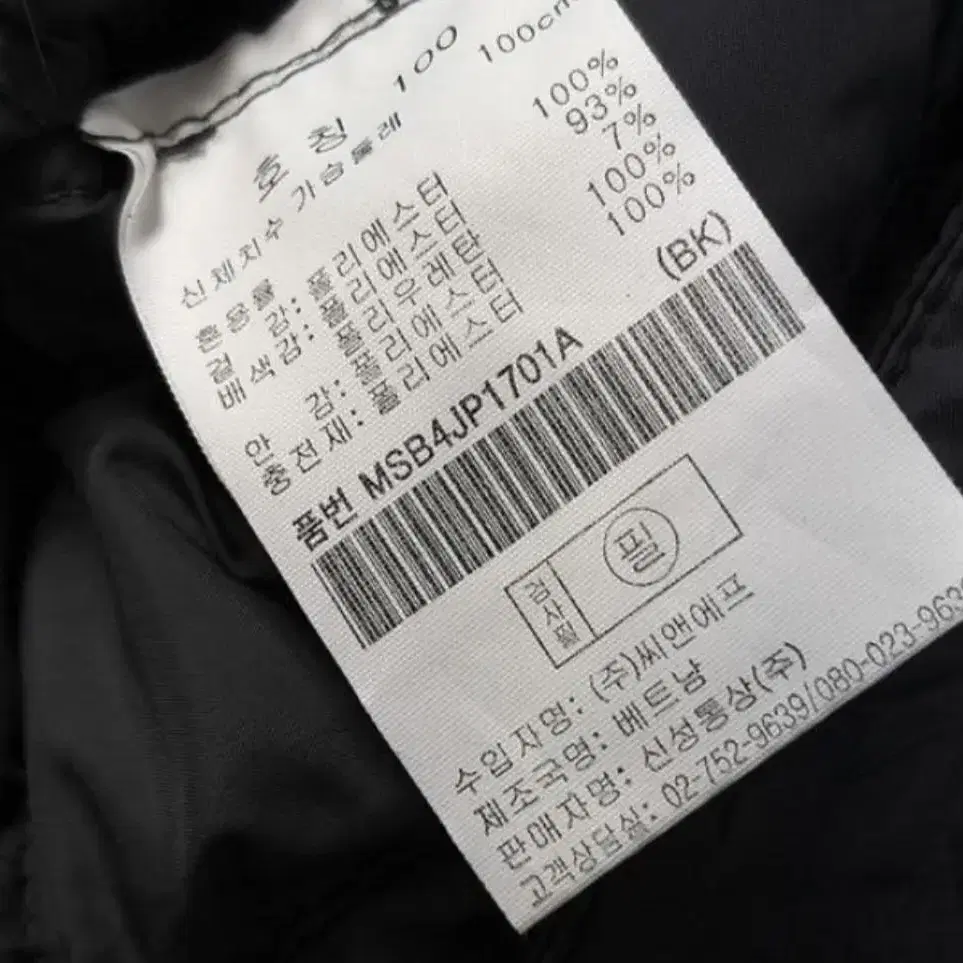 호칭 100
신체치수 가슴둘레 100cm
혼용률: 폴리에스터 100%
겉감: 폴리에스터 93%
폴리우레탄 7%
배색감: 폴리에스터 100%
안감: 폴리에스터 100%
충전재:
품번 MSB4JP1701A (BK)
검사필 필
수입자명: (주)씨앤에프
제조국명: 베트남
판매자명: 신성통상(주)
고객상담실: 02-752-9639/080-023-963